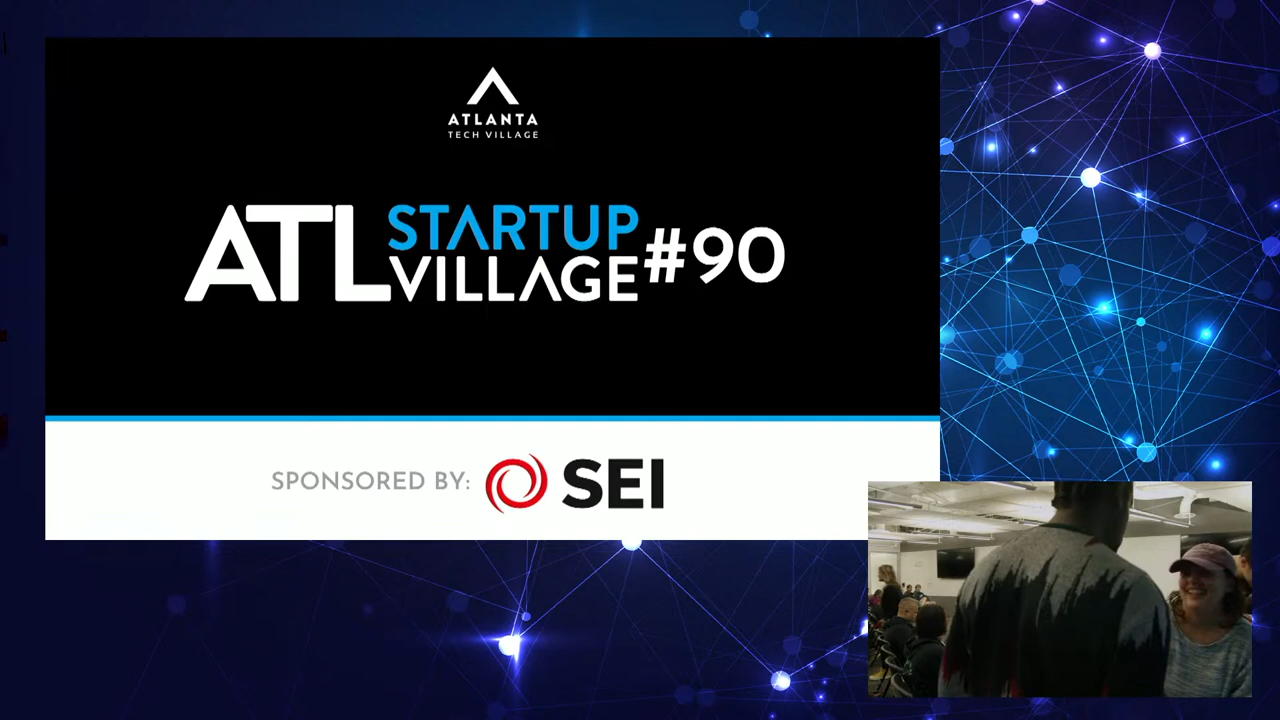 ATLANTA
TECH VILLAGE
ATL STARTUP VILLAGE #90
SPONSORED BY: SEI